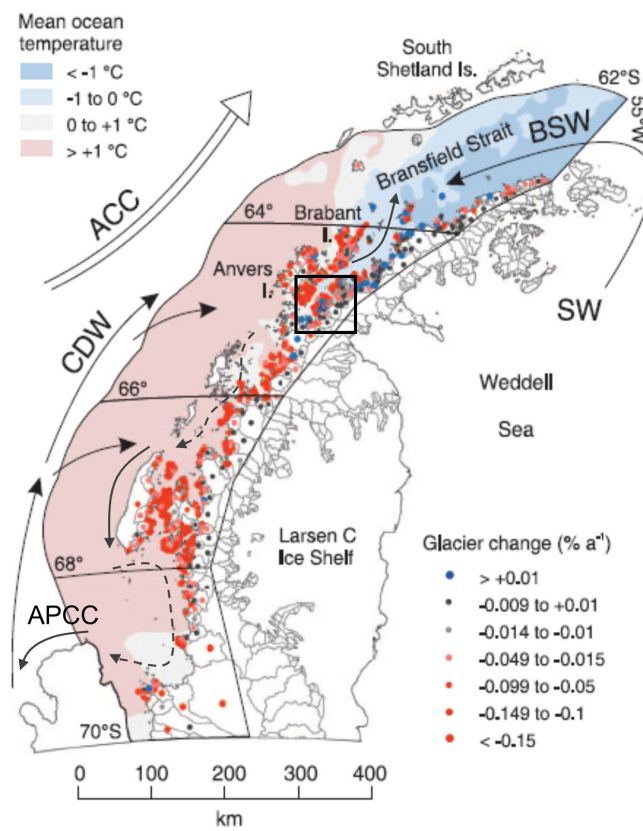 Mean ocean
temperature
< -1 °C
-1 to 0 °C
0 to +1 °C
> +1 °C
South
Shetland Is.
62°S
55°W
BSW
Bransfield Strait
ACC
64°
Brabant
I.
Anvers
I.
SW
CDW
66°
Weddell
Sea
Larsen C
Ice Shelf
68°
APCC
70°S
Glacier change (% a⁻¹)
> +0.01
-0.009 to +0.01
-0.014 to -0.01
-0.049 to -0.015
-0.099 to -0.05
-0.149 to -0.1
< -0.15
0 100 200 300 400
km